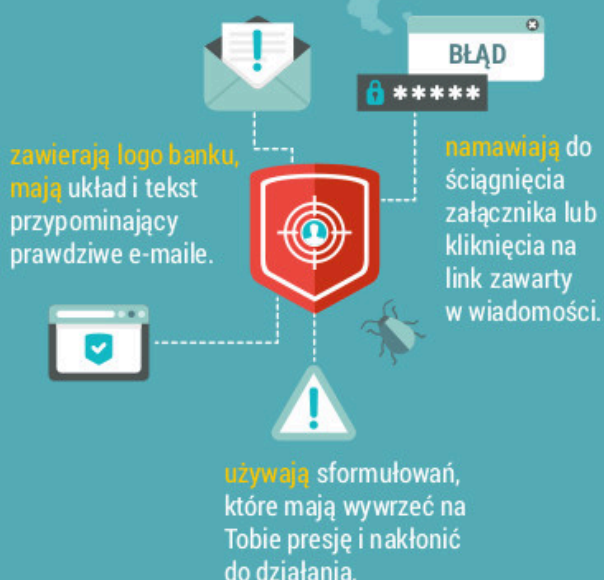 BŁĄD
*****
zawierają logo banku,
mają układ i tekst
przypominający
prawdziwe e-maile.
namawiają do
ściągnięcia
załącznika lub
kliknięcia na
link zawarty
w wiadomości.
używają sformułowań,
które mają wywrzeć na
Tobie presję i nakłonić
do działania.